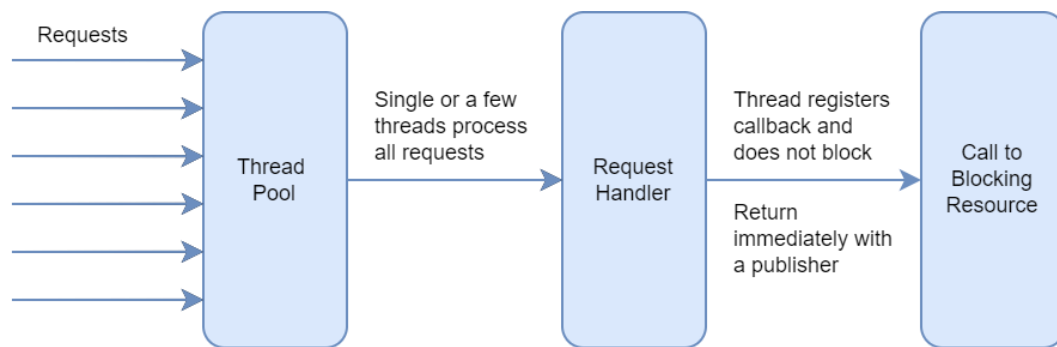 Requests
Thread
Pool
Single or a few
threads process
all requests
Request
Handler
Thread registers
callback and
does not block
Return
immediately with
a publisher
Call to
Blocking
Resource